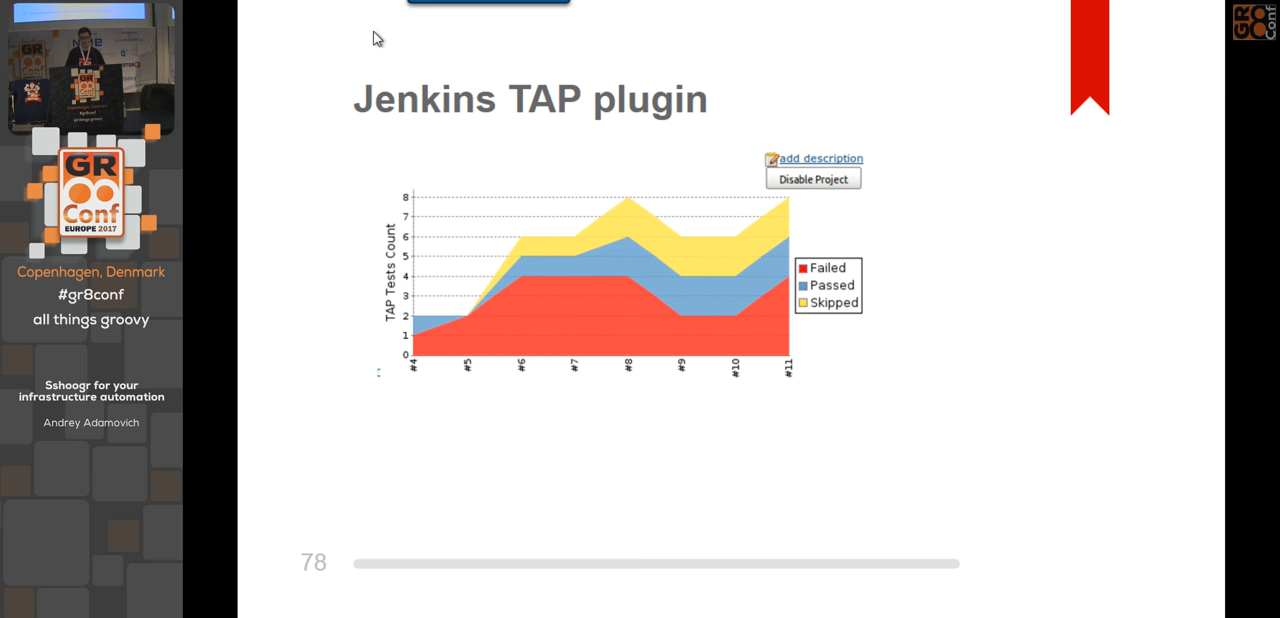 GR
Conf
EUROPE 2017
Copenhagen, Denmark
#gr8conf
all things groovy
Sshoogr for your
infrastructure automation
Andrey Adamovich
Jenkins TAP plugin
add description
Disable Project
TAP Tests Count
8
7
6
5
4
3
2
1
0
#4
#5
#6
#7
#8
#9
#10
#11
Failed
Passed
Skipped
78
GR
Conf